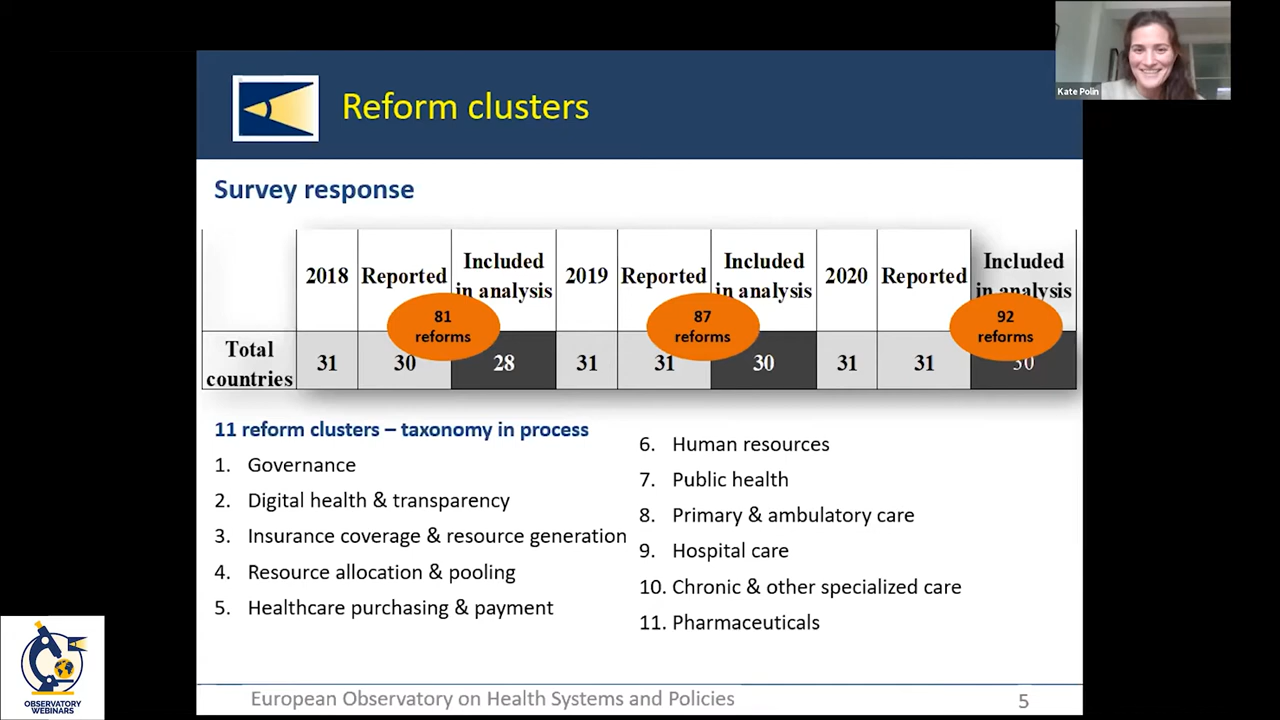 Kate Polin
Reform clusters
Survey response
2018 Reported Included in analysis 2019 Reported Included in analysis 2020 Reported Included in analysis
81 reforms 87 reforms 92 reforms
Total countries 31 30 28 31 31 30 31 31 30
11 reform clusters – taxonomy in process
1. Governance
2. Digital health & transparency
3. Insurance coverage & resource generation
4. Resource allocation & pooling
5. Healthcare purchasing & payment
6. Human resources
7. Public health
8. Primary & ambulatory care
9. Hospital care
10. Chronic & other specialized care
11. Pharmaceuticals
OBSERVATORY
WEBINARS
European Observatory on Health Systems and Policies 5